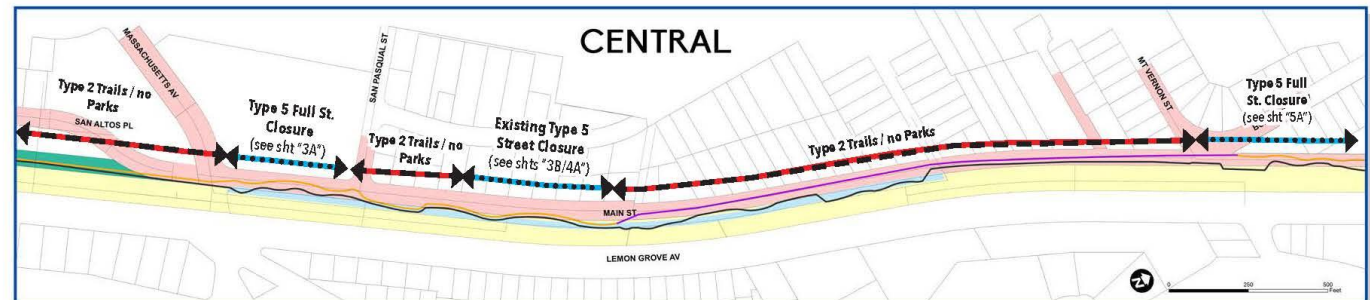 CENTRAL
MASSACHUSETTS AV
Type 2 Trails / no
Parks
SAN ALTOS PL
Type 5 Full St.
Closure
(see sht "3A")
SAN PASQUAL ST
Type 2 Trails / no
Parks
Existing Type 5
Street Closure
(see shts "3B/4A")
Type 2 Trails / no Parks
MT VERNON ST
Type 5 Full
St. Closure
(see sht "5A")
MAIN ST
LEMON GROVE AV
0 250 500
Feet